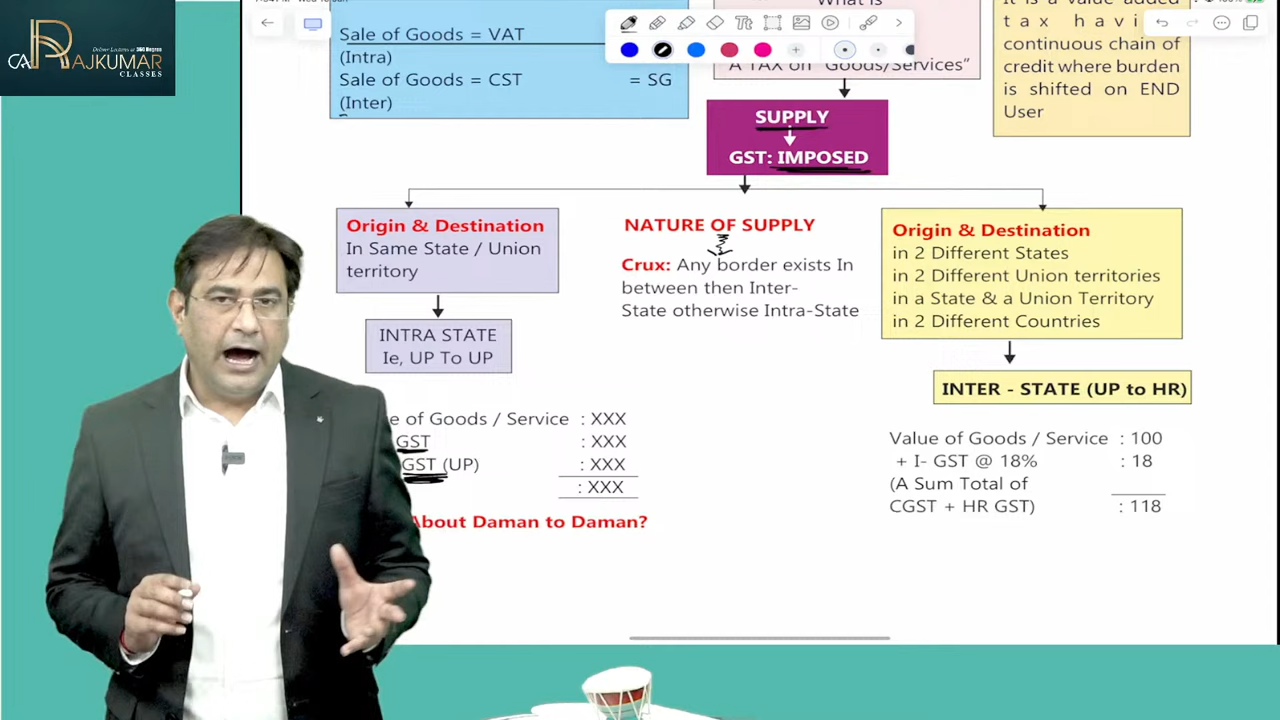 CA RAJKUMAR
Deliver Lectures at 360 Degree
CLASSES
Sale of Goods = VAT
(Intra)
Sale of Goods = CST = SG
(Inter)
What is
A TAX on "Goods/Services"
It is a value added
tax having
continuous chain of
credit where burden
is shifted on END
User
SUPPLY
GST: IMPOSED
Origin & Destination
In Same State / Union
territory
INTRA STATE
Ie, UP To UP
NATURE OF SUPPLY
Crux: Any border exists In
between then Inter-
State otherwise Intra-State
Origin & Destination
in 2 Different States
in 2 Different Union territories
in a State & a Union Territory
in 2 Different Countries
INTER - STATE (UP to HR)
e of Goods / Service : XXX
GST : XXX
GST (UP) : XXX
: XXX
About Daman to Daman?
Value of Goods / Service : 100
+ I- GST @ 18% : 18
(A Sum Total of
CGST + HR GST) : 118